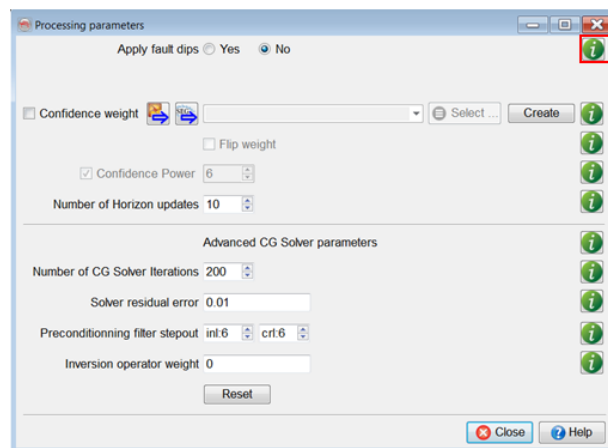 Processing parameters
Apply fault dips Yes No
Confidence weight Select ... Create
Flip weight
Confidence Power 6
Number of Horizon updates 10
Advanced CG Solver parameters
Number of CG Solver Iterations 200
Solver residual error 0.01
Preconditionning filter stepout inl:6 crl:6
Inversion operator weight 0
Reset
Close Help